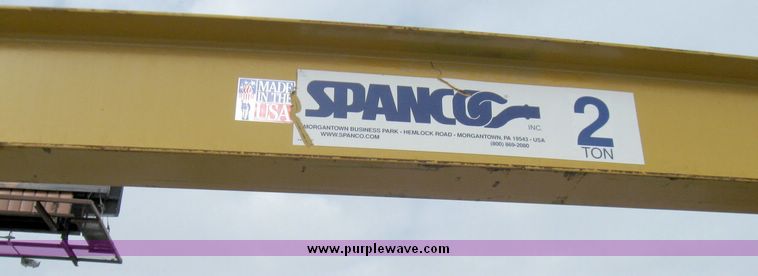 MADE
IN THE
USA
SPANCO
INC.
MORGANTOWN BUSINESS PARK • HEMLOCK ROAD • MORGANTOWN, PA 19543 • USA
WWW.SPANCO.COM (800) 869-2080
2
TON
www.purplewave.com